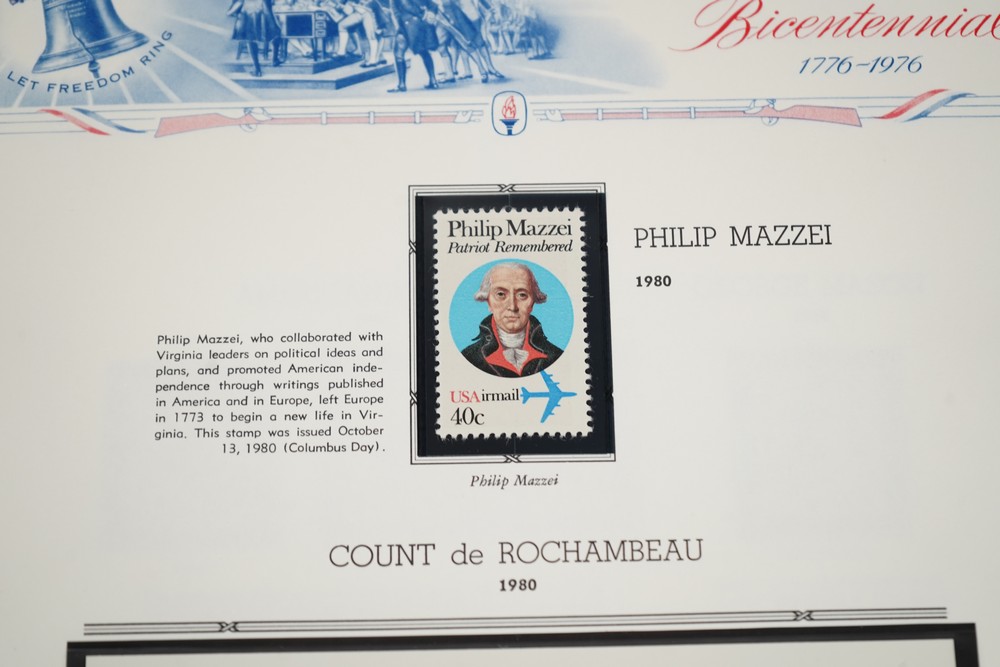 LET FREEDOM RING
Bicentennial
1776-1976
Philip Mazzei
Patriot Remembered
USAirmail
40c
PHILIP MAZZEI
1980
Philip Mazzei, who collaborated with
Virginia leaders on political ideas and
plans, and promoted American inde-
pendence through writings published
in America and in Europe, left Europe
in 1773 to begin a new life in Vir-
ginia. This stamp was issued October
13, 1980 (Columbus Day).
Philip Mazzei
COUNT de ROCHAMBEAU
1980